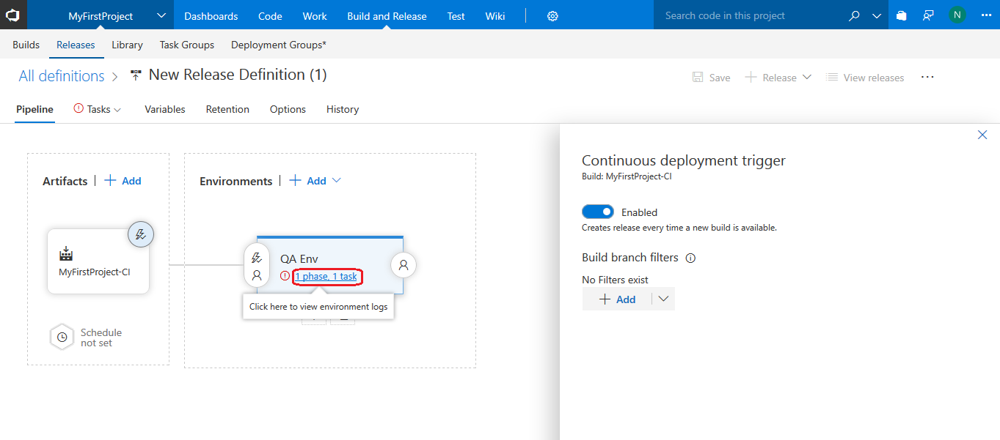 MyFirstProject Dashboards Code Work Build and Release Test Wiki Search code in this project N
Builds Releases Library Task Groups Deployment Groups*
All definitions > New Release Definition (1) Save Release View releases ...
Pipeline Tasks Variables Retention Options History
Continuous deployment trigger
Build: MyFirstProject-CI
Artifacts | + Add Environments | + Add
Enabled
Creates release every time a new build is available.
QA Env
Build branch filters
MyFirstProject-CI 1 phase, 1 task
No Filters exist
+ Add
Click here to view environment logs
Schedule
not set